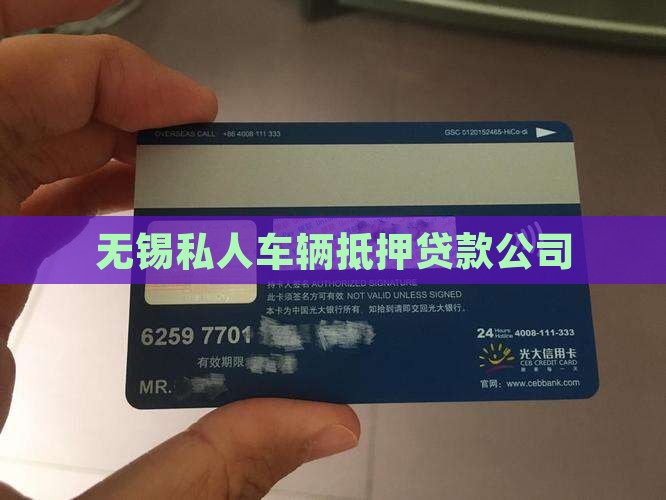 OVERSEAS CALL: +86 4008 111 333
GSC 0120152465-HiCo-di
无锡私人车辆抵押贷款公司
持卡人签名 AUTHORIZED SIGNATURE
此卡须签名方可有效 NOT VALID UNLESS SIGNED
本卡为中国光大银行所有，如拾到请即交回光大银行。
6259 7701
24 Hours Hotline 4008-111-333
有效期限
光大信用卡
CEB CREDIT CARD
MR.
官网：www.cebbank.com